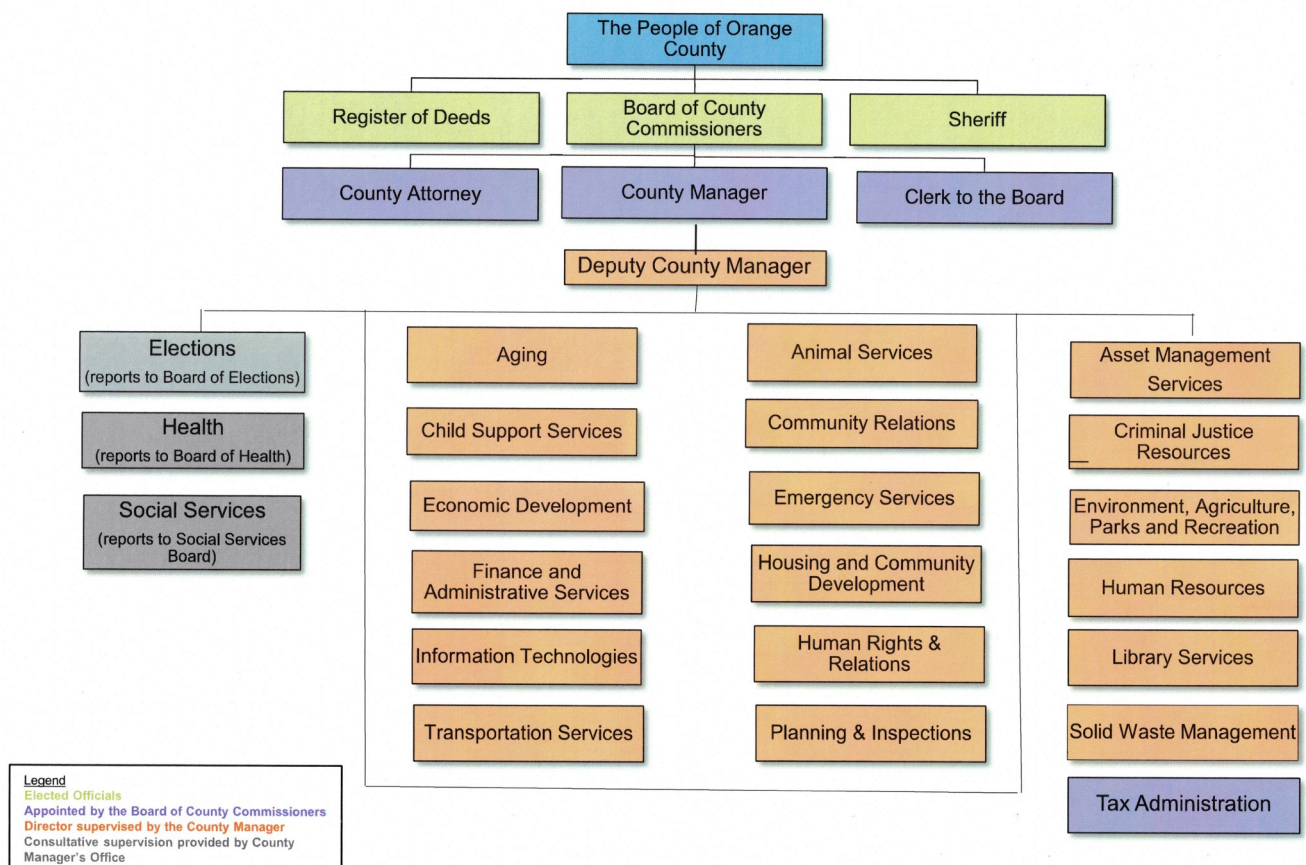 The People of Orange
County
Register of Deeds
Board of County
Commissioners
Sheriff
County Attorney
County Manager
Clerk to the Board
Deputy County Manager
Elections
(reports to Board of Elections)
Health
(reports to Board of Health)
Social Services
(reports to Social Services
Board)
Aging
Child Support Services
Economic Development
Finance and
Administrative Services
Information Technologies
Transportation Services
Animal Services
Community Relations
Emergency Services
Housing and Community
Development
Human Rights &
Relations
Planning & Inspections
Asset Management
Services
Criminal Justice
Resources
Environment, Agriculture,
Parks and Recreation
Human Resources
Library Services
Solid Waste Management
Tax Administration
Legend
Elected Officials
Appointed by the Board of County Commissioners
Director supervised by the County Manager
Consultative supervision provided by County
Manager's Office